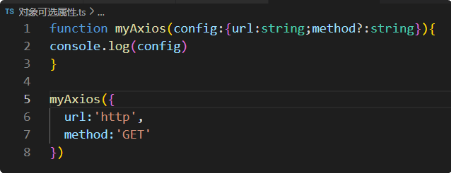 TS 对象可选属性.ts > ...
1 function myAxios(config:{url:string;method?:string}){
2 console.log(config)
3 }
4
5 myAxios({
6 url:'http',
7 method:'GET'
8 })